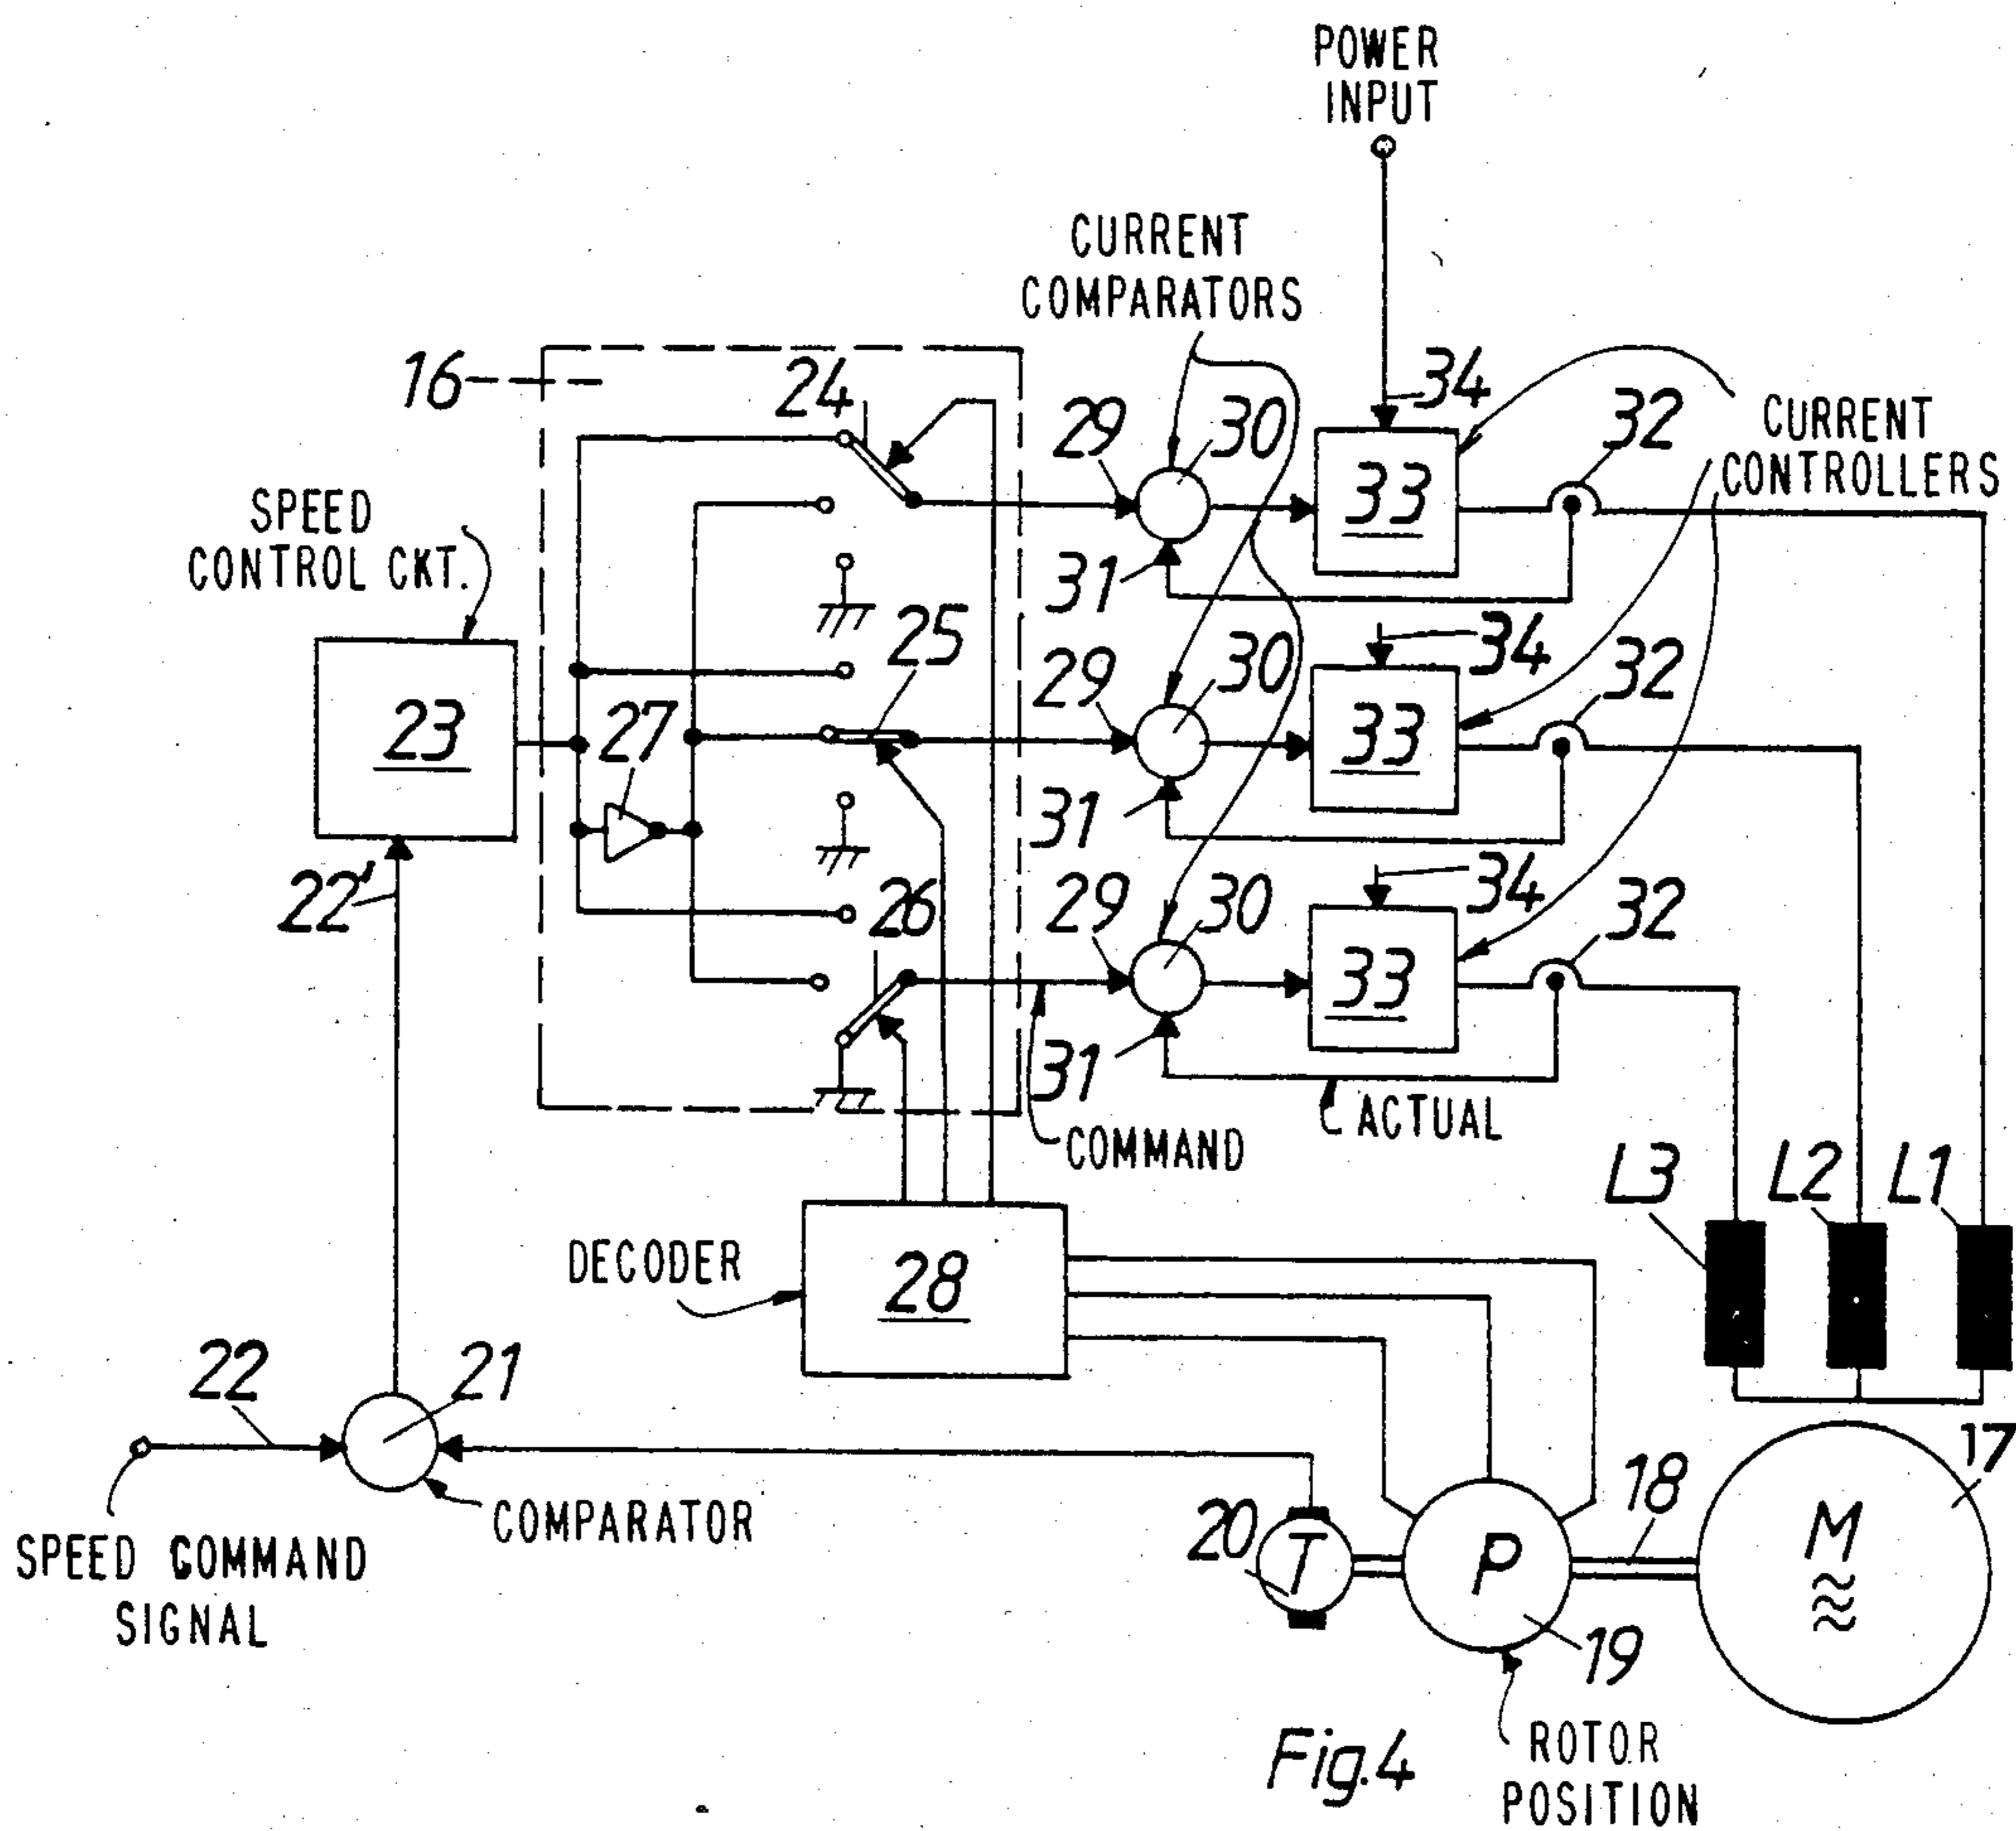 POWER
INPUT
CURRENT
COMPARATORS
16
24
29
30
34
32
33
CURRENT
CONTROLLERS
SPEED
CONTROL CKT.
31
25
29
30
34
32
23
27
33
31
22'
26
29
30
34
32
33
31
ACTUAL
COMMAND
L3
L2
L1
DECODER
28
22
21
17
18
COMPARATOR
20
T
P
M
SPEED COMMAND
SIGNAL
19
Fig.4
ROTOR
POSITION